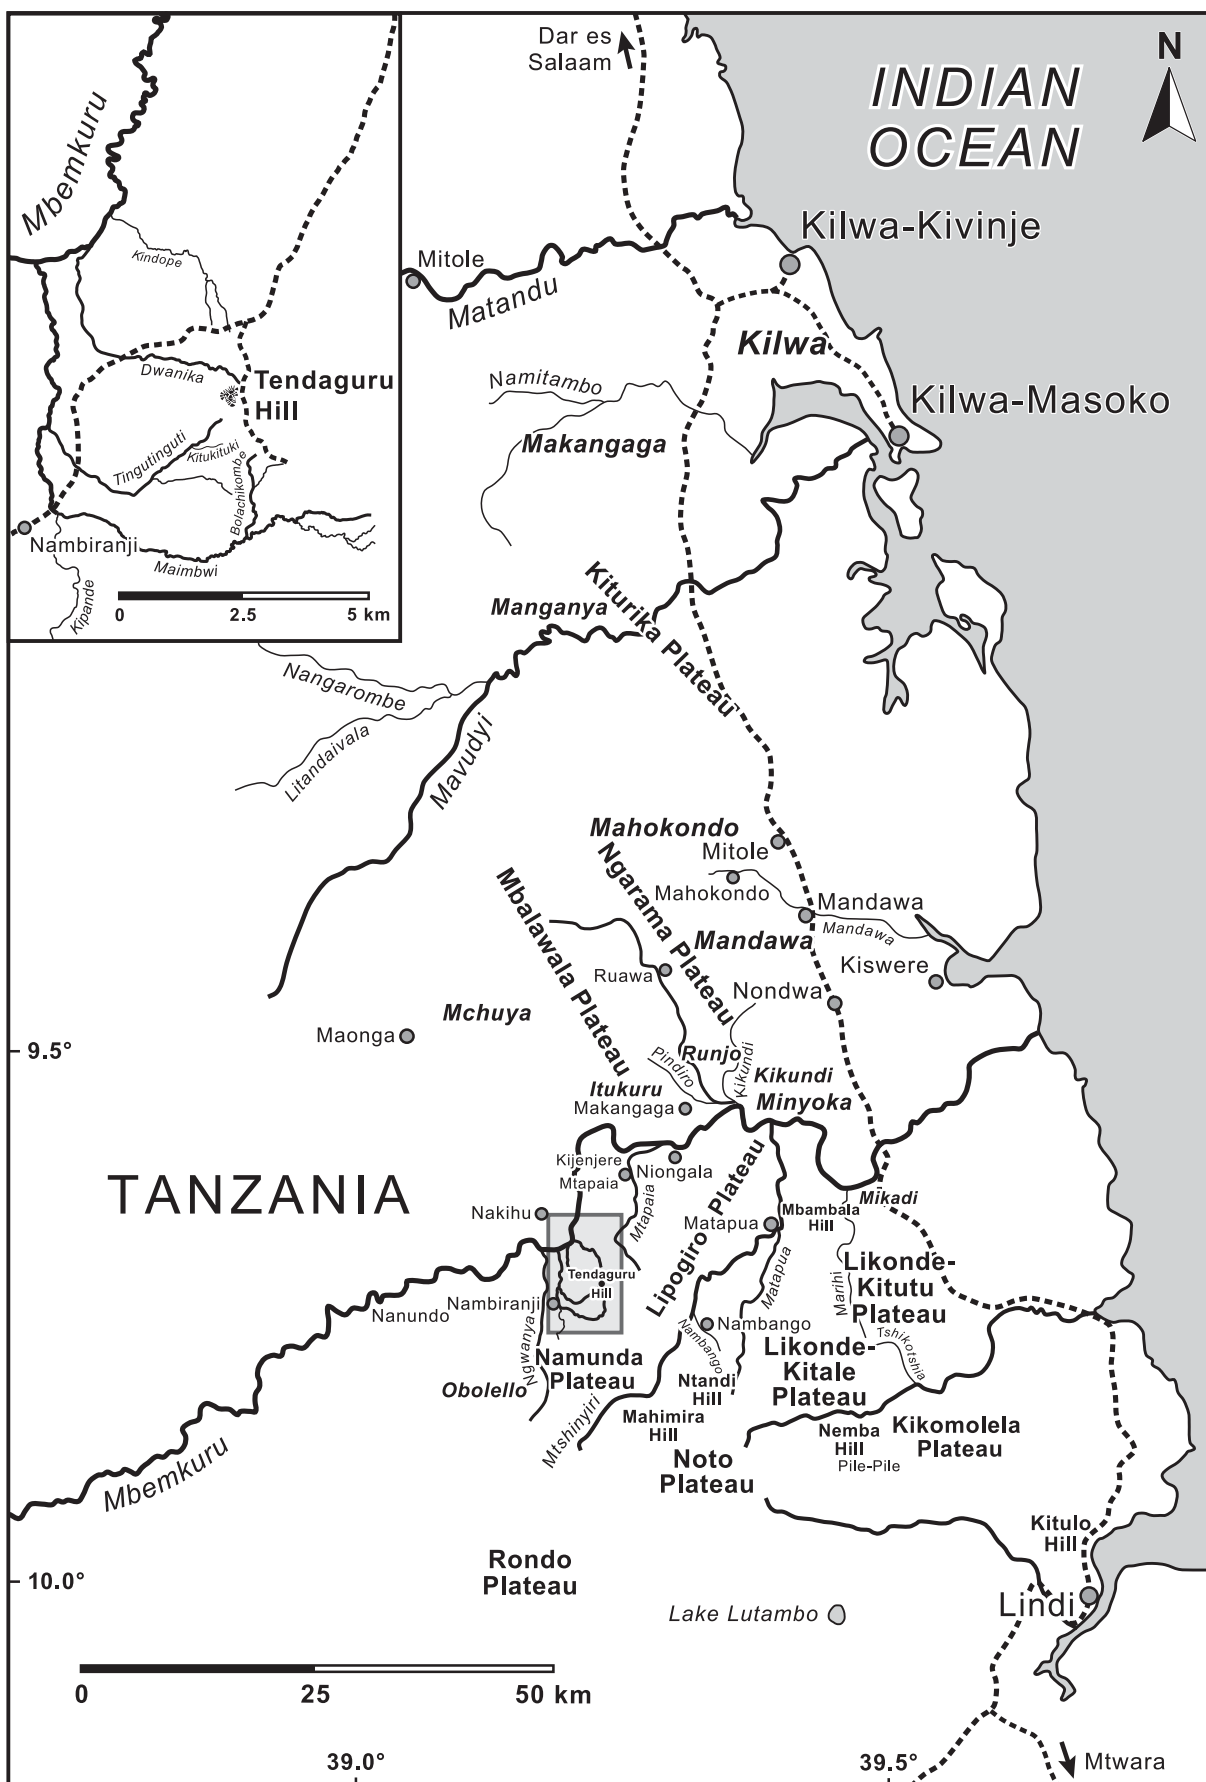 Dar es
Salaam
N
INDIAN
OCEAN
Mbemkuru
Kindope
Dwanika
Tendaguru
Hill
Tingutinguti
Kitukituki
Bolachikombe
Nambiranji
Maimbwi
Kipande
0
2.5
5 km
Kilwa-Kivinje
Mitole
Matandu
Kilwa
Namitambo
Kilwa-Masoko
Makangaga
Kiturika Plateau
Manganya
Nangarombe
Litandaivala
Mavudyi
Mahokondo
Mitole
Ngarama Plateau
Mahokondo
Mbalawala Plateau
Mandawa
Mandawa
Mandawa
Ruawa
Kiswere
Nondwa
Mchuya
Maonga
9.5°
Runjo
Pindiro
Kikundi
Kikundi
Itukuru
Makangaga
Minyoka
Kijenjere
Mtapaia
Niongala
Mtapaia
Lipogiro Plateau
TANZANIA
Nakihu
Matapua
Mbambala
Hill
Mikadi
Tendaguru
Hill
Matapua
Marihi
Likonde-
Kitutu
Plateau
Nanundo
Nambiranji
Ngwanya
Nambango
Nambango
Tshikotshia
Namunda
Plateau
Likonde-
Kitale
Plateau
Obolello
Ntandi
Hill
Mtshinyiri
Mahimira
Hill
Nemba
Hill
Pile-Pile
Kikomolela
Plateau
Noto
Plateau
Mbemkuru
Kitulo
Hill
Rondo
Plateau
10.0°
Lindi
Lake Lutambo
0
25
50 km
39.0°
39.5°
Mtwara